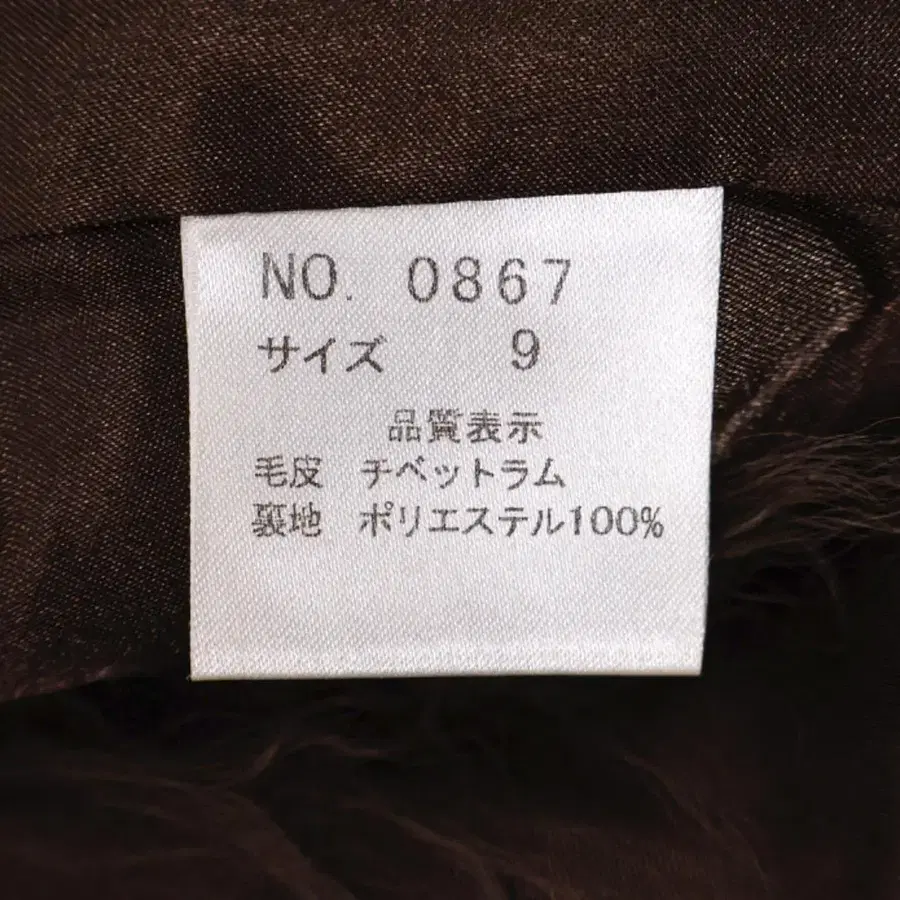 NO. 0867
サイズ 9
品質表示
毛皮 チベットラム
裏地 ポリエステル100%